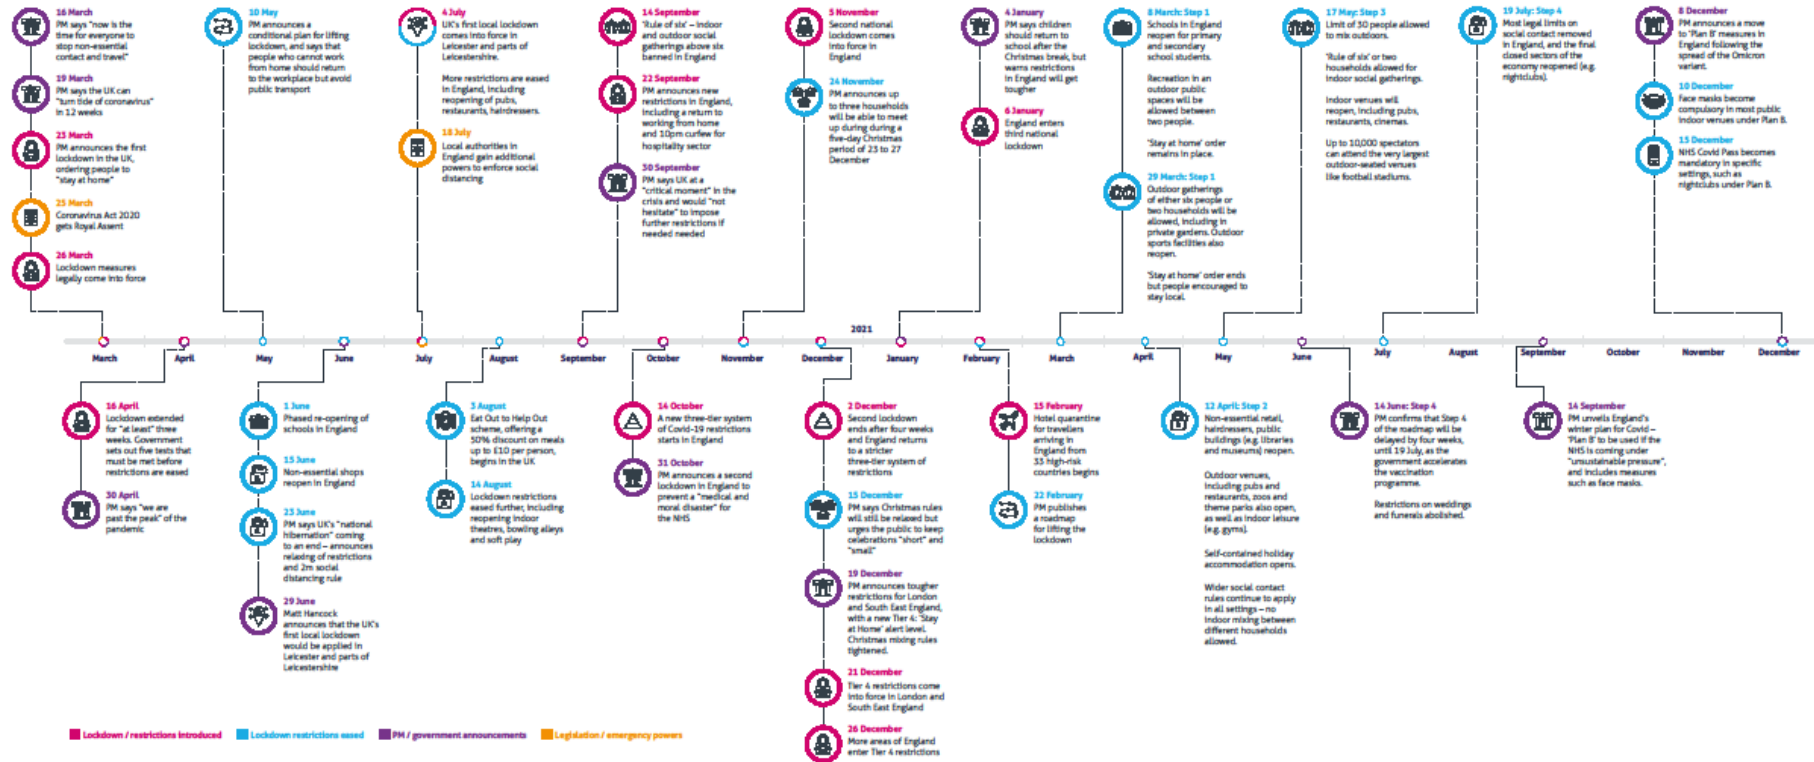 16 March
PM says "now is the
time for everyone to
stop non-essential
contact and travel"
19 March
PM says the UK can
"turn tide of coronavirus"
in 12 weeks
23 March
PM announces the first
lockdown in the UK,
ordering people to
"stay at home"
25 March
Coronavirus Act 2020
gets Royal Assent
26 March
Lockdown measures
legally come into force
10 May
PM announces a
conditional plan for lifting
lockdown, and says that
people who cannot work
from home should return
to the workplace but avoid
public transport
4 July
UK's first local lockdown
comes into force in
Leicester and parts of
Leicestershire.
More restrictions are eased
in England, including
reopening of pubs,
restaurants, hairdressers.
18 July
Local authorities in
England gain additional
powers to enforce social
distancing
14 September
'Rule of six' – indoor
and outdoor social
gatherings above six
banned in England
22 September
PM announces new
restrictions in England,
including a return to
working from home
and 10pm curfew for
hospitality sector
30 September
PM says UK at a
"critical moment" in the
crisis and would "not
hesitate" to impose
further restrictions if
needed needed
5 November
Second national
lockdown comes
into force in
England
24 November
PM announces up
to three households
will be able to meet
up during during a
five-day Christmas
period of 23 to 27
December
4 January
PM says children
should return to
school after the
Christmas break, but
warns restrictions
in England will get
tougher
6 January
England enters
third national
lockdown
8 March: Step 1
Schools in England
reopen for primary
and secondary
school students.
Recreation in an
outdoor public
spaces will be
allowed between
two people.
'Stay at home' order
remains in place.
29 March: Step 1
Outdoor gatherings
of either six people or
two households will be
allowed, including in
private gardens. Outdoor
sports facilities also
reopen.
'Stay at home' order ends
but people encouraged to
stay local.
17 May: Step 3
Limit of 30 people allowed
to mix outdoors.
'Rule of six' or two
households allowed for
indoor social gatherings.
Indoor venues will
reopen, including pubs,
restaurants, cinemas.
Up to 10,000 spectators
can attend the very largest
outdoor-seated venues
like football stadiums.
19 July: Step 4
Most legal limits on
social contact removed
in England, and the final
closed sectors of the
economy reopened (e.g.
nightclubs).
8 December
PM announces a move
to 'Plan B' measures in
England following the
spread of the Omicron
variant.
10 December
Face masks become
compulsory in most public
indoor venues under Plan B.
15 December
NHS Covid Pass becomes
mandatory in specific
settings, such as
nightclubs under Plan B.
2021
March April May June July August September October November December January February March April May June July August September October November December
16 April
Lockdown extended
for "at least" three
weeks. Government
sets out five tests that
must be met before
restrictions are eased
30 April
PM says "we are
past the peak" of the
pandemic
1 June
Phased re-opening of
schools in England
15 June
Non-essential shops
reopen in England
23 June
PM says UK's "national
hibernation" coming
to an end – announces
relaxing of restrictions
and 2m social
distancing rule
29 June
Matt Hancock
announces that the UK's
first local lockdown
would be applied in
Leicester and parts of
Leicestershire
3 August
Eat Out to Help Out
scheme, offering a
50% discount on meals
up to £10 per person,
begins in the UK
14 August
Lockdown restrictions
eased further, including
reopening indoor
theatres, bowling alleys
and soft play
14 October
A new three-tier system
of Covid-19 restrictions
starts in England
31 October
PM announces a second
lockdown in England to
prevent a "medical and
moral disaster" for
the NHS
2 December
Second lockdown
ends after four weeks
and England returns
to a stricter
three-tier system of
restrictions
15 December
PM says Christmas rules
will still be relaxed but
urges the public to keep
celebrations "short" and
"small"
19 December
PM announces tougher
restrictions for London
and South East England,
with a new Tier 4: 'Stay
at Home' alert level.
Christmas mixing rules
tightened.
21 December
Tier 4 restrictions come
into force in London and
South East England
26 December
More areas of England
enter Tier 4 restrictions
15 February
Hotel quarantine
for travellers
arriving in
England from
33 high-risk
countries begins
22 February
PM publishes
a roadmap
for lifting the
lockdown
12 April: Step 2
Non-essential retail,
hairdressers, public
buildings (e.g. libraries
and museums) reopen.
Outdoor venues,
including pubs and
restaurants, zoos and
theme parks also open,
as well as indoor leisure
(e.g. gyms).
Self-contained holiday
accommodation opens.
Wider social contact
rules continue to apply
in all settings – no
indoor mixing between
different households
allowed.
14 June: Step 4
PM confirms that Step 4
of the roadmap will be
delayed by four weeks,
until 19 July, as the
government accelerates
the vaccination
programme.
Restrictions on weddings
and funerals abolished.
14 September
PM unveils England's
winter plan for Covid –
'Plan B' to be used if the
NHS is coming under
"unsustainable pressure",
and includes measures
such as face masks.
Lockdown / restrictions introduced
Lockdown restrictions eased
PM / government announcements
Legislation / emergency powers